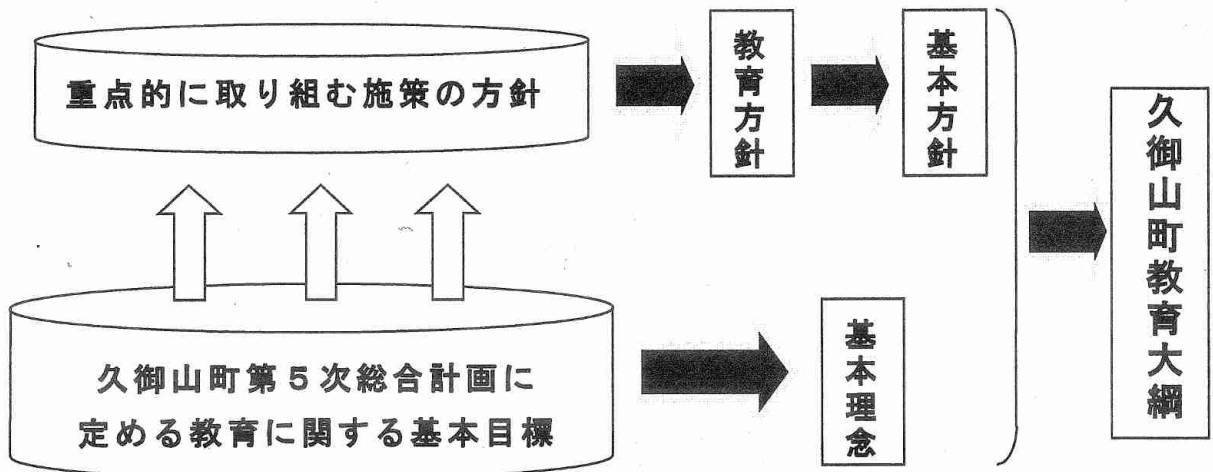 重点的に取り組む施策の方針
教育方針
基本方針
久御山町第５次総合計画に
定める教育に関する基本目標
基本理念
久御山町教育大綱